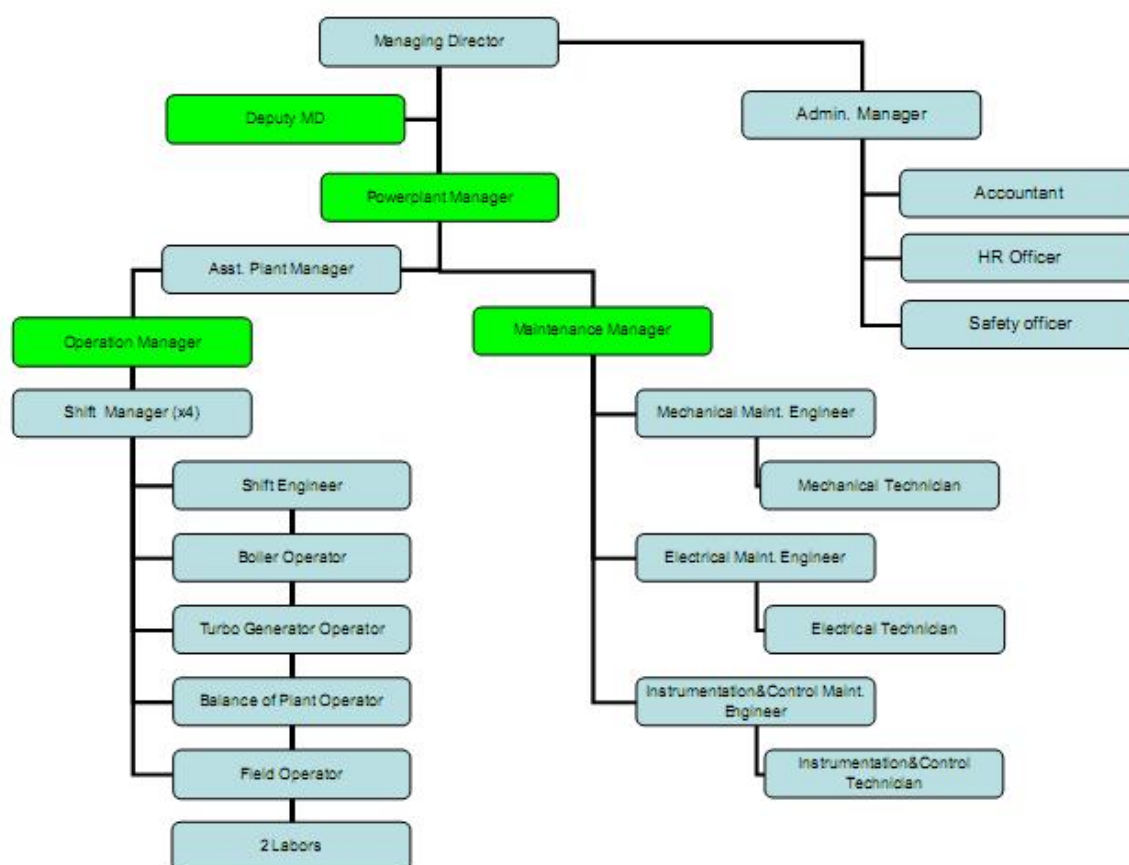 Managing Director
Deputy MD
Admin. Manager
Powerplant Manager
Accountant
Asst. Plant Manager
HR Officer
Operation Manager
Maintenance Manager
Safety officer
Shift Manager (x4)
Mechanical Maint. Engineer
Shift Engineer
Mechanical Technician
Boiler Operator
Electrical Maint. Engineer
Turbo Generator Operator
Electrical Technician
Balance of Plant Operator
Instrumentation&Control Maint.
Engineer
Field Operator
Instrumentation&Control
Technician
2 Labors